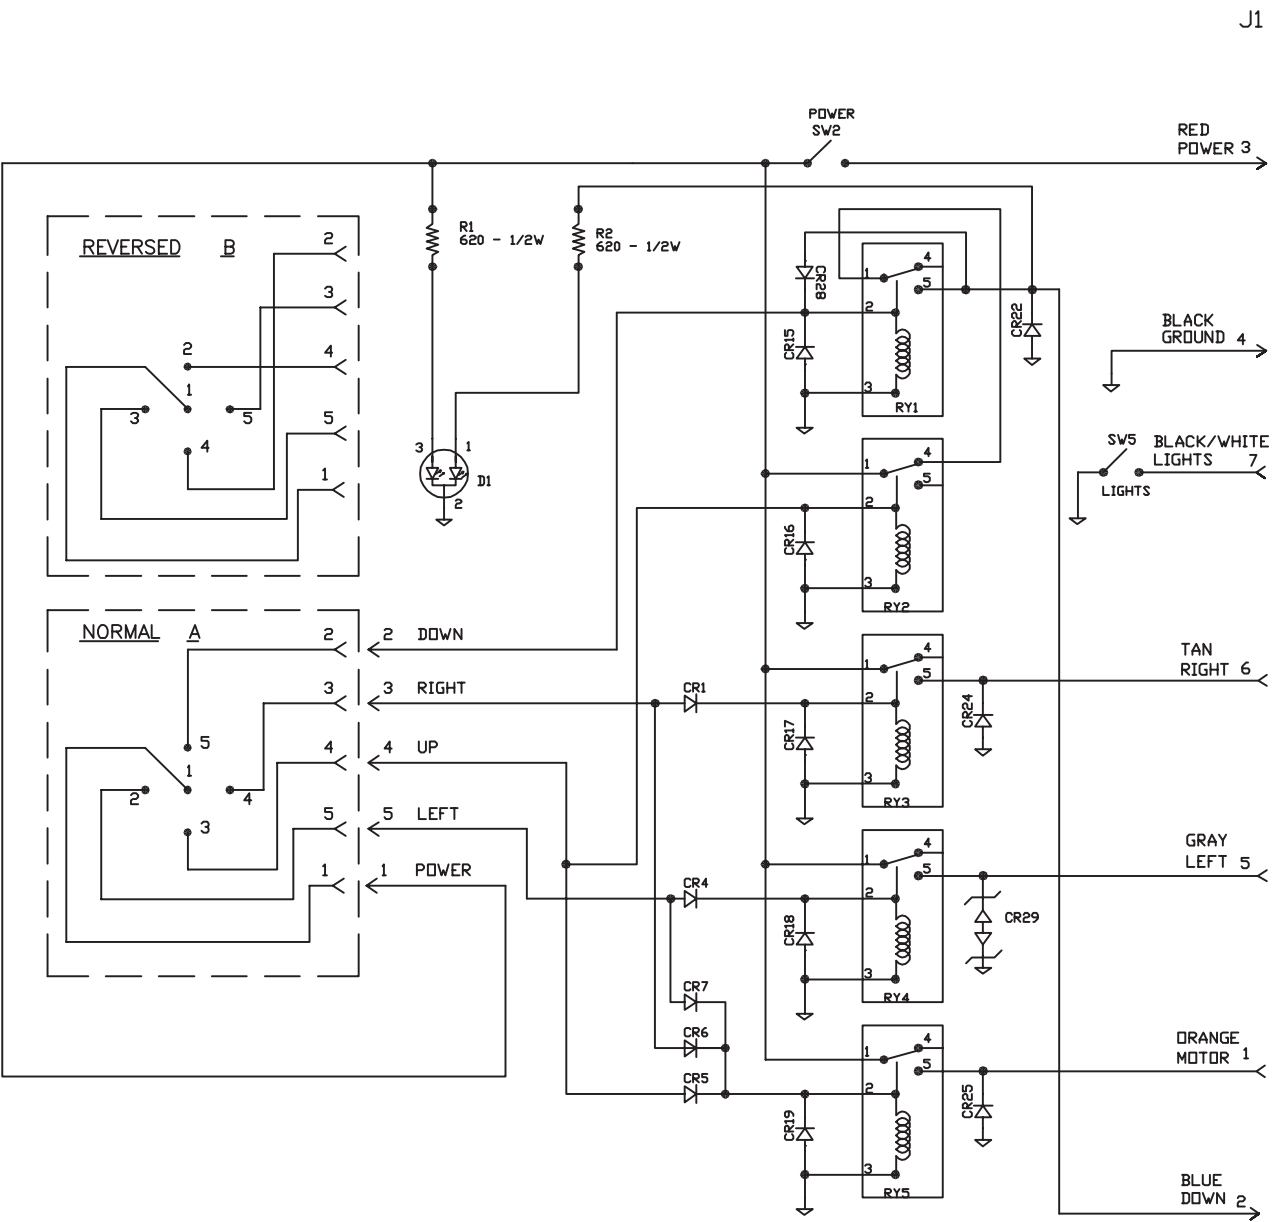 J1
POWER
SW2
RED
POWER 3
R1
620 - 1/2W
R2
620 - 1/2W
REVERSED B
2
3
4
5
1
2
1
3
5
4
CR28
CR15
1
4
5
2
3
RY1
CR22
BLACK
GROUND 4
3
1
D1
2
SW5
LIGHTS
BLACK/WHITE
LIGHTS 7
CR16
1
4
5
2
3
RY2
NORMAL A
2
3
4
5
1
5
1
2
4
3
2 DOWN
3 RIGHT
4 UP
5 LEFT
1 POWER
CR1
CR17
1
4
5
2
3
RY3
CR24
TAN
RIGHT 6
CR4
CR18
1
4
5
2
3
RY4
CR29
GRAY
LEFT 5
CR7
CR6
CR5
CR19
1
4
5
2
3
RY5
CR25
ORANGE
MOTOR 1
BLUE
DOWN 2